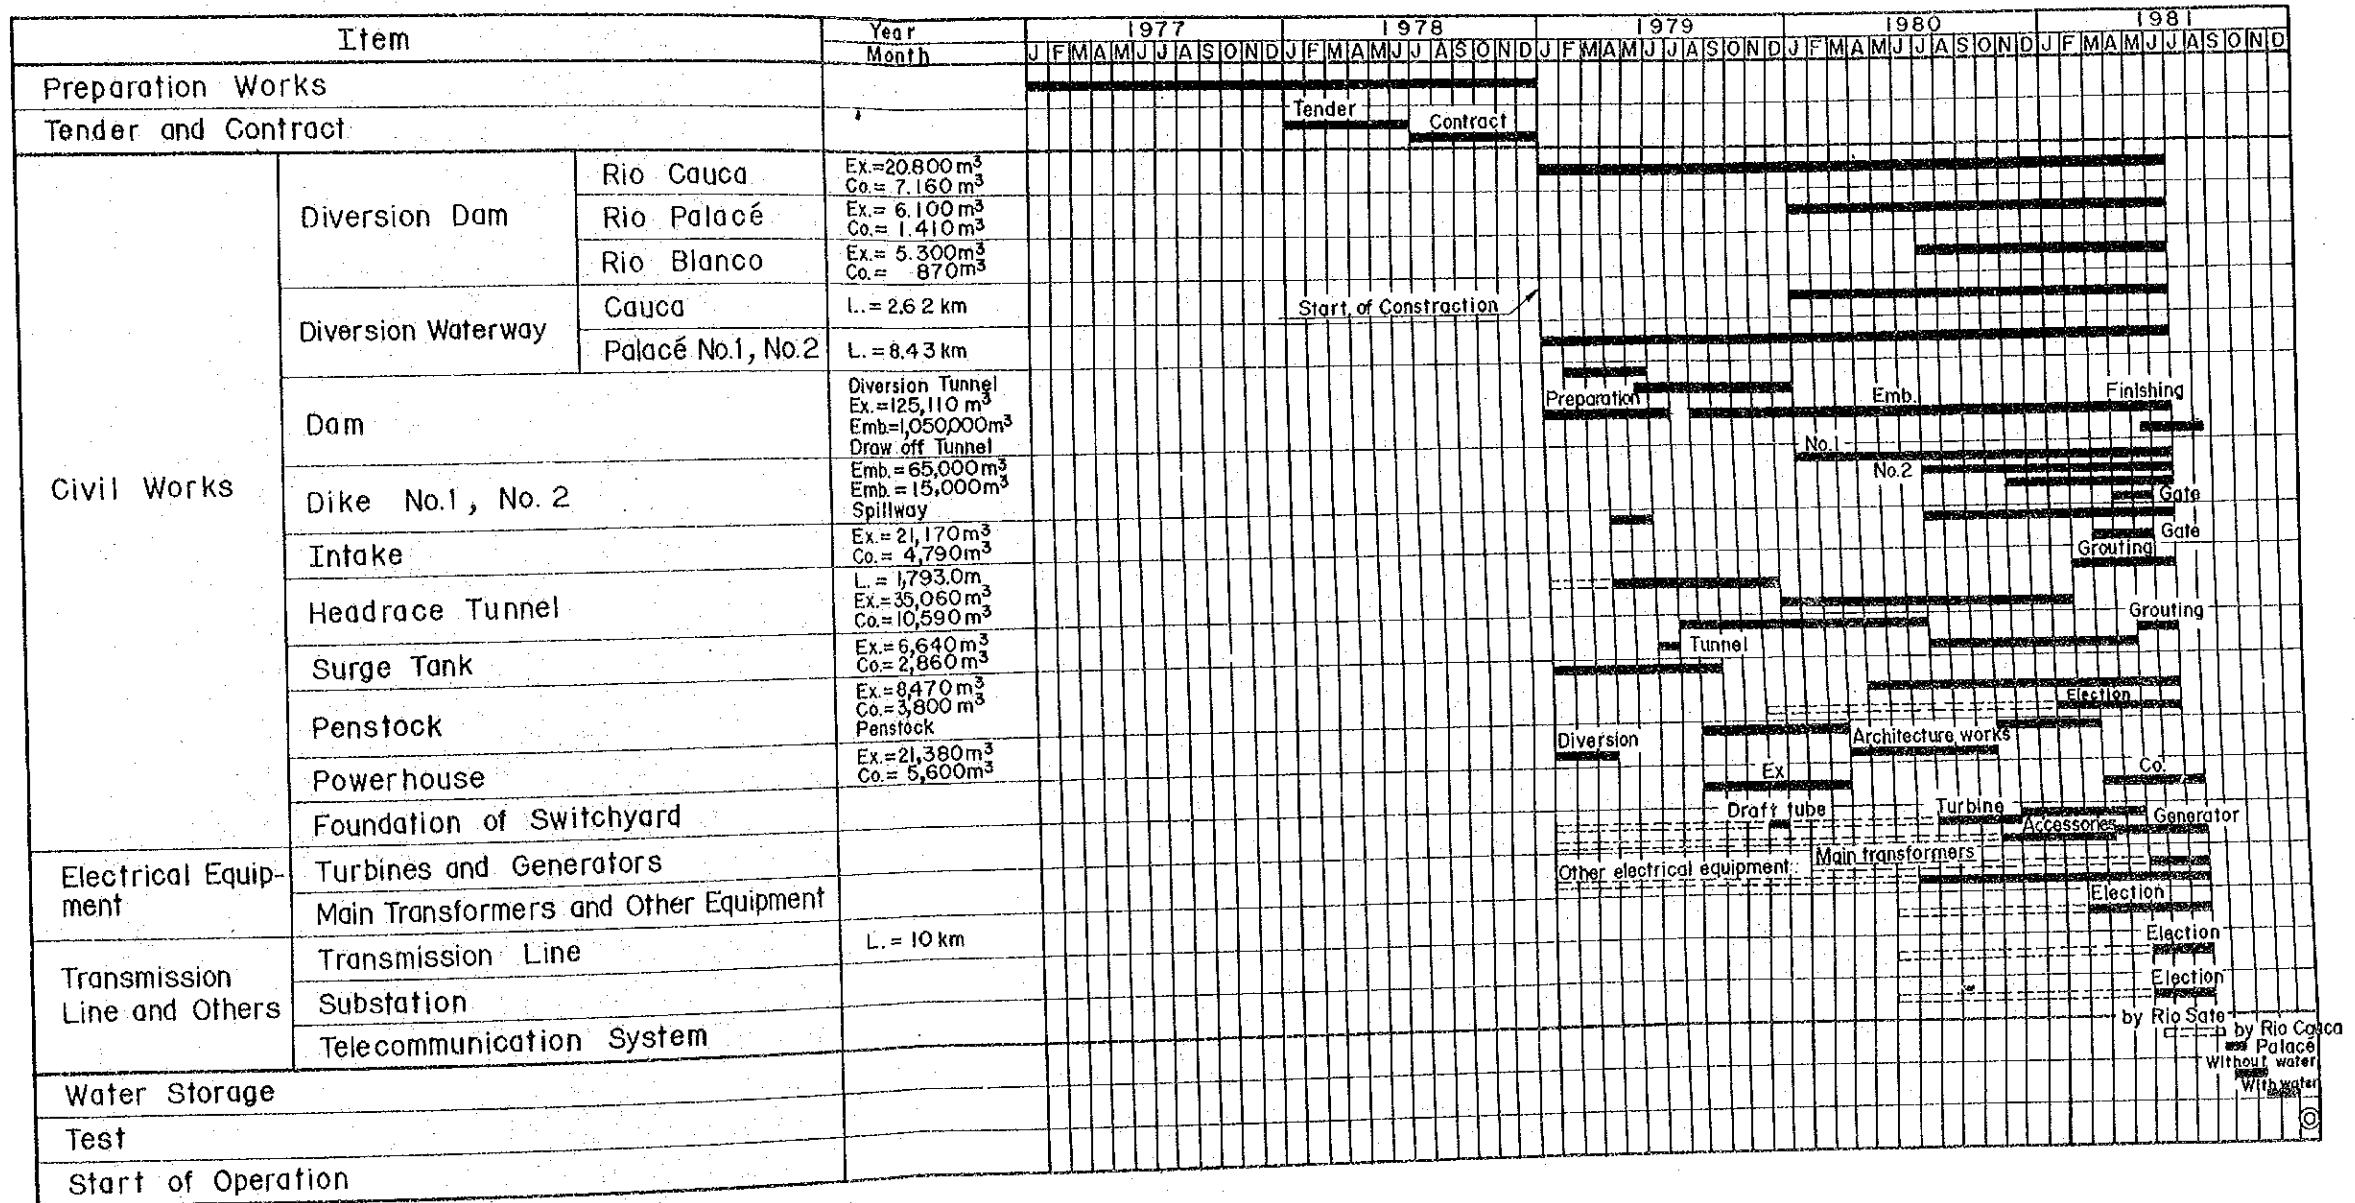 Item Year 1977 1978 1979 1980 1981
Month J F M A M J J A S O N D J F M A M J J A S O N D J F M A M J J A S O N D J F M A M J J A S O N D J F M A M J J A S O N D
Preparation Works
Tender and Contract
Tender
Contract
Civil Works
Diversion Dam
Rio Cauca
Ex.=20.800 m³
Co.= 7.160 m³
Rio Palacé
Ex.= 6.100 m³
Co.= 1.410 m³
Rio Blanco
Ex.= 5.300m³
Co.= 870m³
Diversion Waterway
Cauca
L.= 2.62 km
Start of Construction
Palacé No.1, No.2
L.=8.43 km
Dam
Diversion Tunnel
Ex.=125,110 m³
Emb.=1,050,000m³
Draw off Tunnel
Preparation
Emb.
Finishing
Dike No.1, No. 2
Emb.=65,000m³
Emb.=15,000m³
Spillway
No.1
No.2
Gate
Intake
Ex.=21,170m³
Co.= 4,790m³
Gate
Grouting
Headrace Tunnel
L. = 1,793.0m
Ex.=35,060m³
Co.=10,590m³
Grouting
Surge Tank
Ex.=6,640m³
Co.=2,860m³
Tunnel
Penstock
Ex.=8,470 m³
Co.=3,800 m³
Penstock
Election
Powerhouse
Ex.=21,380m³
Co.= 5,600m³
Diversion
Architecture works
Foundation of Switchyard
Ex
Co.
Electrical Equip-
ment
Turbines and Generators
Draft tube
Turbine
Accessories
Generator
Main Transformers and Other Equipment
Main transformers
Other electrical equipment
Transmission
Line and Others
Transmission Line
L. = 10 km
Election
Substation
Election
Telecommunication System
Election
Water Storage
by Rio Sate
by Rio Cauca
Palacé
Test
Without water
With water
Start of Operation